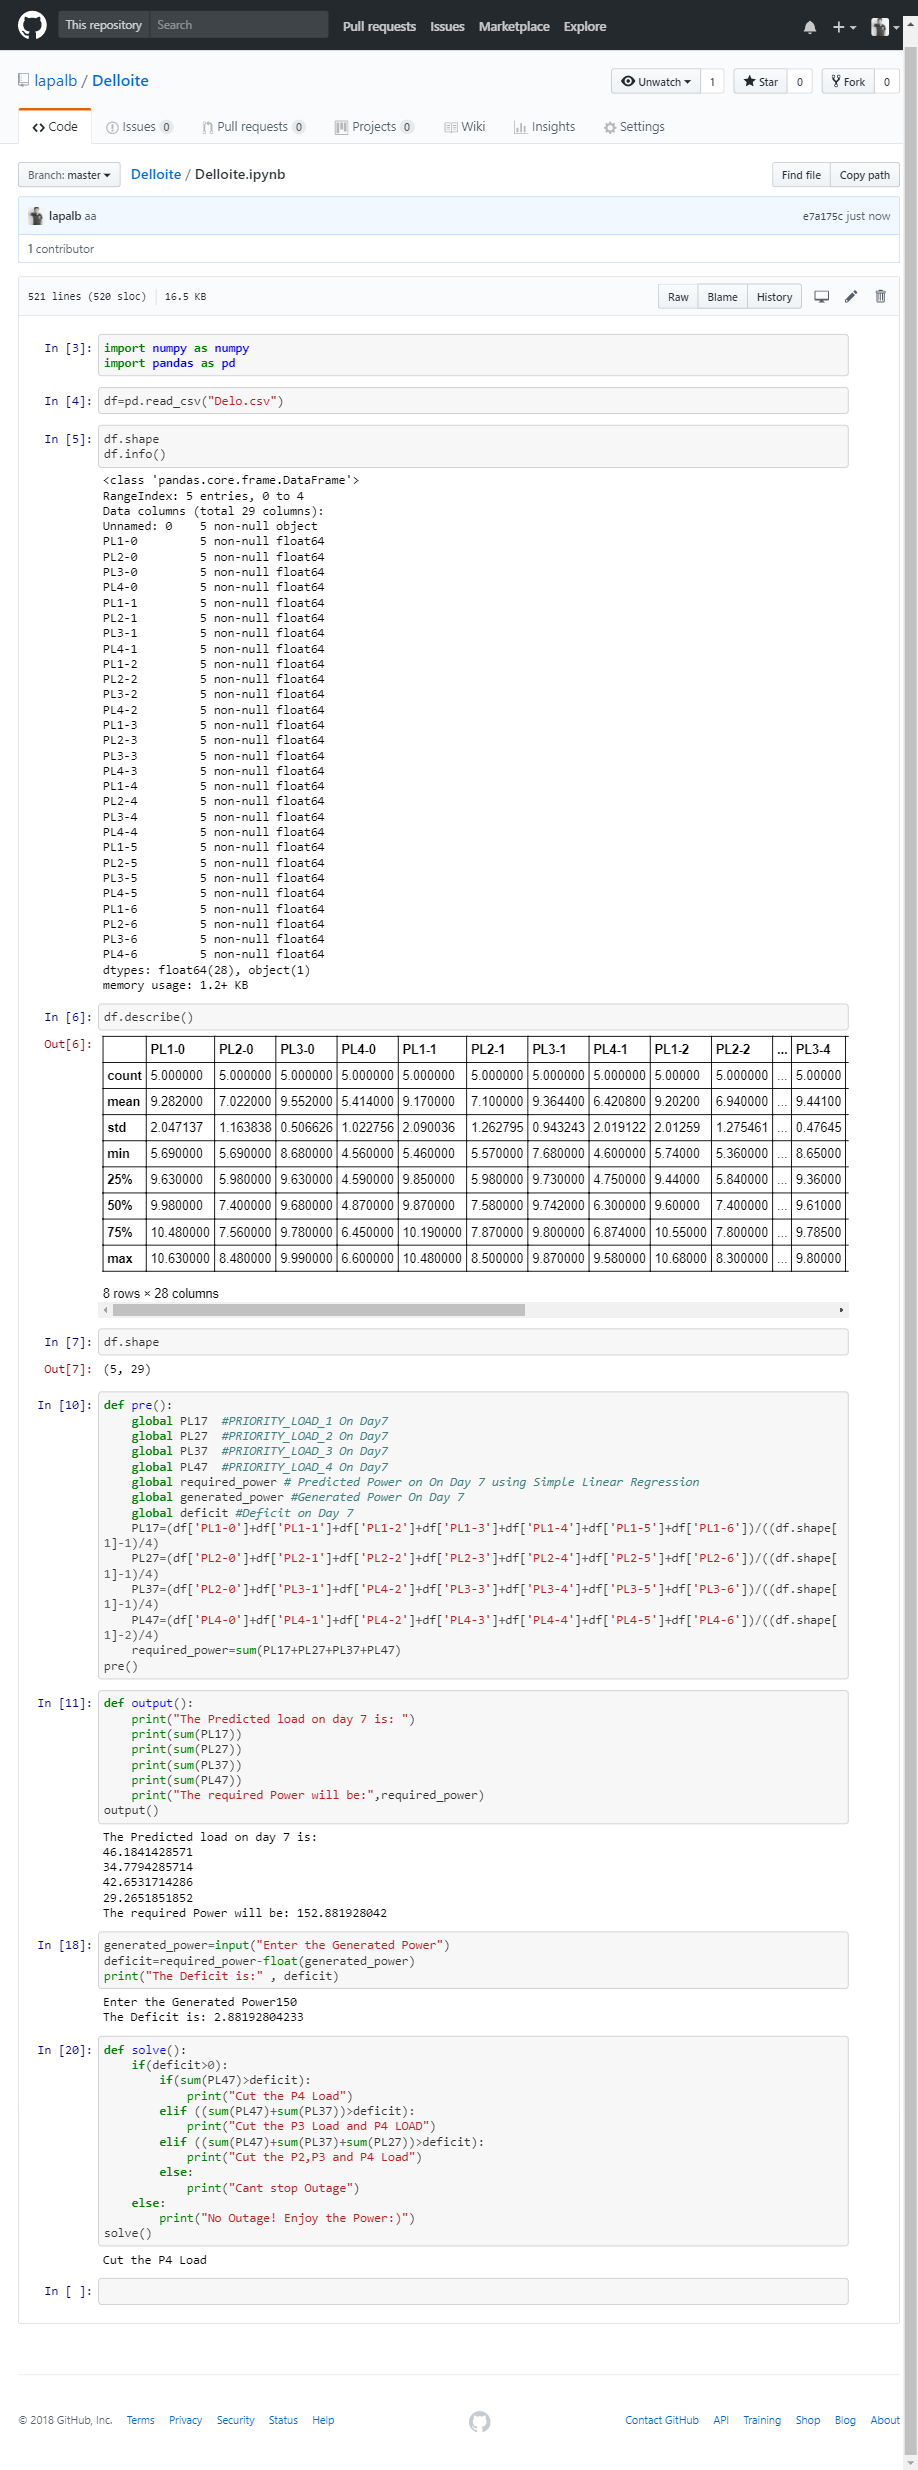 This repository Search Pull requests Issues Marketplace Explore
lapalb / Delloite Unwatch 1 Star 0 Fork 0
Code Issues 0 Pull requests 0 Projects 0 Wiki Insights Settings
Branch: master Delloite / Delloite.ipynb Find file Copy path
lapalb aa e7a175c just now
1 contributor
521 lines (520 sloc) 16.5 KB Raw Blame History
In [3]: import numpy as numpy
import pandas as pd
In [4]: df=pd.read_csv("Delo.csv")
In [5]: df.shape
df.info()
<class 'pandas.core.frame.DataFrame'>
RangeIndex: 5 entries, 0 to 4
Data columns (total 29 columns):
Unnamed: 0    5 non-null object
PL1-0         5 non-null float64
PL2-0         5 non-null float64
PL3-0         5 non-null float64
PL4-0         5 non-null float64
PL1-1         5 non-null float64
PL2-1         5 non-null float64
PL3-1         5 non-null float64
PL4-1         5 non-null float64
PL1-2         5 non-null float64
PL2-2         5 non-null float64
PL3-2         5 non-null float64
PL4-2         5 non-null float64
PL1-3         5 non-null float64
PL2-3         5 non-null float64
PL3-3         5 non-null float64
PL4-3         5 non-null float64
PL1-4         5 non-null float64
PL2-4         5 non-null float64
PL3-4         5 non-null float64
PL4-4         5 non-null float64
PL1-5         5 non-null float64
PL2-5         5 non-null float64
PL3-5         5 non-null float64
PL4-5         5 non-null float64
PL1-6         5 non-null float64
PL2-6         5 non-null float64
PL3-6         5 non-null float64
PL4-6         5 non-null float64
dtypes: float64(28), object(1)
memory usage: 1.2+ KB
In [6]: df.describe()
Out[6]: PL1-0 PL2-0 PL3-0 PL4-0 PL1-1 PL2-1 PL3-1 PL4-1 PL1-2 PL2-2 ... PL3-4
count 5.000000 5.000000 5.000000 5.000000 5.000000 5.000000 5.000000 5.000000 5.00000 5.000000 ... 5.00000
mean 9.282000 7.022000 9.552000 5.414000 9.170000 7.100000 9.364400 6.420800 9.20200 6.940000 ... 9.44100
std 2.047137 1.163838 0.506626 1.022756 2.090036 1.262795 0.943243 2.019122 2.01259 1.275461 ... 0.47645
min 5.690000 5.690000 8.680000 4.560000 5.460000 5.570000 7.680000 4.600000 5.74000 5.360000 ... 8.65000
25% 9.630000 5.980000 9.630000 4.590000 9.850000 5.980000 9.730000 4.750000 9.44000 5.840000 ... 9.36000
50% 9.980000 7.400000 9.680000 4.870000 9.870000 7.580000 9.742000 6.300000 9.60000 7.400000 ... 9.61000
75% 10.480000 7.560000 9.780000 6.450000 10.190000 7.870000 9.800000 6.874000 10.55000 7.800000 ... 9.78500
max 10.630000 8.480000 9.990000 6.600000 10.480000 8.500000 9.870000 9.580000 10.68000 8.300000 ... 9.80000
8 rows × 28 columns
In [7]: df.shape
Out[7]: (5, 29)
In [10]: def pre():
global PL17  #PRIORITY_LOAD_1 On Day7
global PL27  #PRIORITY_LOAD_2 On Day7
global PL37  #PRIORITY_LOAD_3 On Day7
global PL47  #PRIORITY_LOAD_4 On Day7
global required_power # Predicted Power on On Day 7 using Simple Linear Regression
global generated_power #Generated Power On Day 7
global deficit #Deficit on Day 7
PL17=(df['PL1-0']+df['PL1-1']+df['PL1-2']+df['PL1-3']+df['PL1-4']+df['PL1-5']+df['PL1-6'])/((df.shape[
1]-1)/4)
PL27=(df['PL2-0']+df['PL2-1']+df['PL2-2']+df['PL2-3']+df['PL2-4']+df['PL2-5']+df['PL2-6'])/((df.shape[
1]-1)/4)
PL37=(df['PL2-0']+df['PL3-1']+df['PL4-2']+df['PL3-3']+df['PL3-4']+df['PL3-5']+df['PL3-6'])/((df.shape[
1]-1)/4)
PL47=(df['PL4-0']+df['PL4-1']+df['PL4-2']+df['PL4-3']+df['PL4-4']+df['PL4-5']+df['PL4-6'])/((df.shape[
1]-2)/4)
required_power=sum(PL17+PL27+PL37+PL47)
pre()
In [11]: def output():
print("The Predicted load on day 7 is: ")
print(sum(PL17))
print(sum(PL27))
print(sum(PL37))
print(sum(PL47))
print("The required Power will be:",required_power)
output()
The Predicted load on day 7 is:
46.1841428571
34.7794285714
42.6531714286
29.2651851852
The required Power will be: 152.881928042
In [18]: generated_power=input("Enter the Generated Power")
deficit=required_power-float(generated_power)
print("The Deficit is:" , deficit)
Enter the Generated Power150
The Deficit is: 2.88192804233
In [20]: def solve():
if(deficit>0):
if(sum(PL47)>deficit):
print("Cut the P4 Load")
elif ((sum(PL47)+sum(PL37))>deficit):
print("Cut the P3 Load and P4 LOAD")
elif ((sum(PL47)+sum(PL37)+sum(PL27))>deficit):
print("Cut the P2,P3 and P4 Load")
else:
print("Cant stop Outage")
else:
print("No Outage! Enjoy the Power:)")
solve()
Cut the P4 Load
In [ ]:
© 2018 GitHub, Inc. Terms Privacy Security Status Help Contact GitHub API Training Shop Blog About